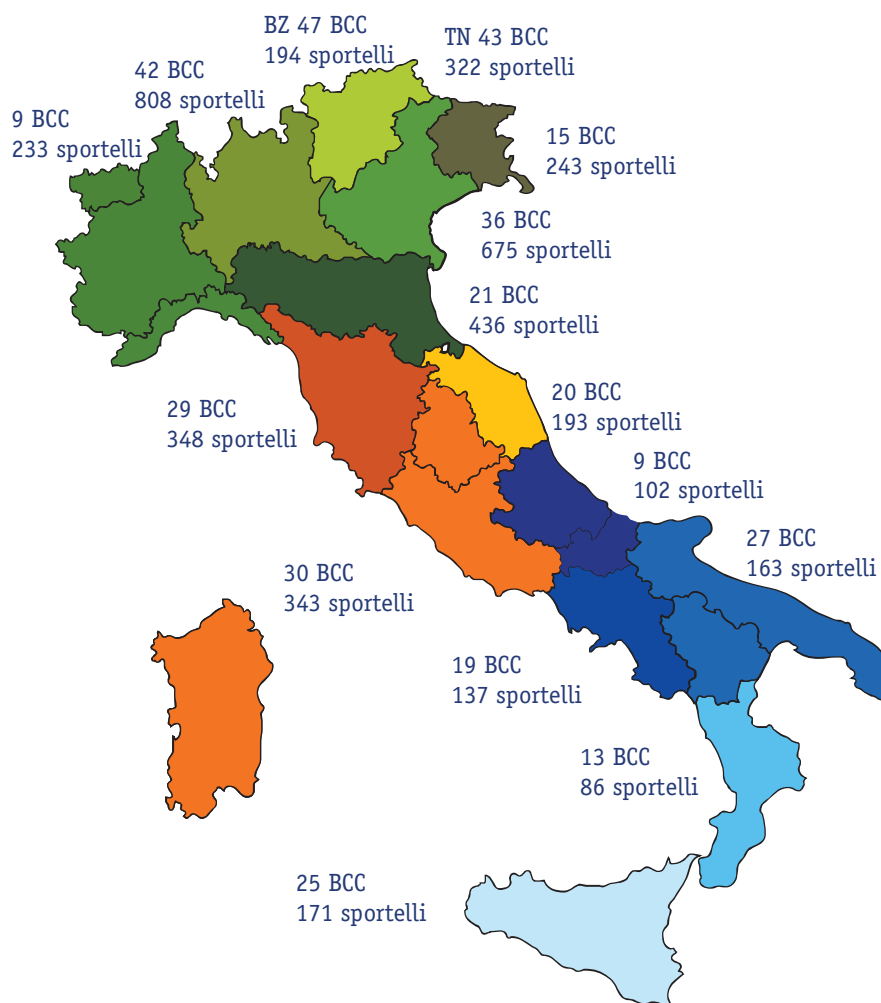 BZ 47 BCC
194 sportelli
TN 43 BCC
322 sportelli
42 BCC
808 sportelli
9 BCC
233 sportelli
15 BCC
243 sportelli
36 BCC
675 sportelli
21 BCC
436 sportelli
29 BCC
348 sportelli
20 BCC
193 sportelli
9 BCC
102 sportelli
27 BCC
163 sportelli
30 BCC
343 sportelli
19 BCC
137 sportelli
13 BCC
86 sportelli
25 BCC
171 sportelli